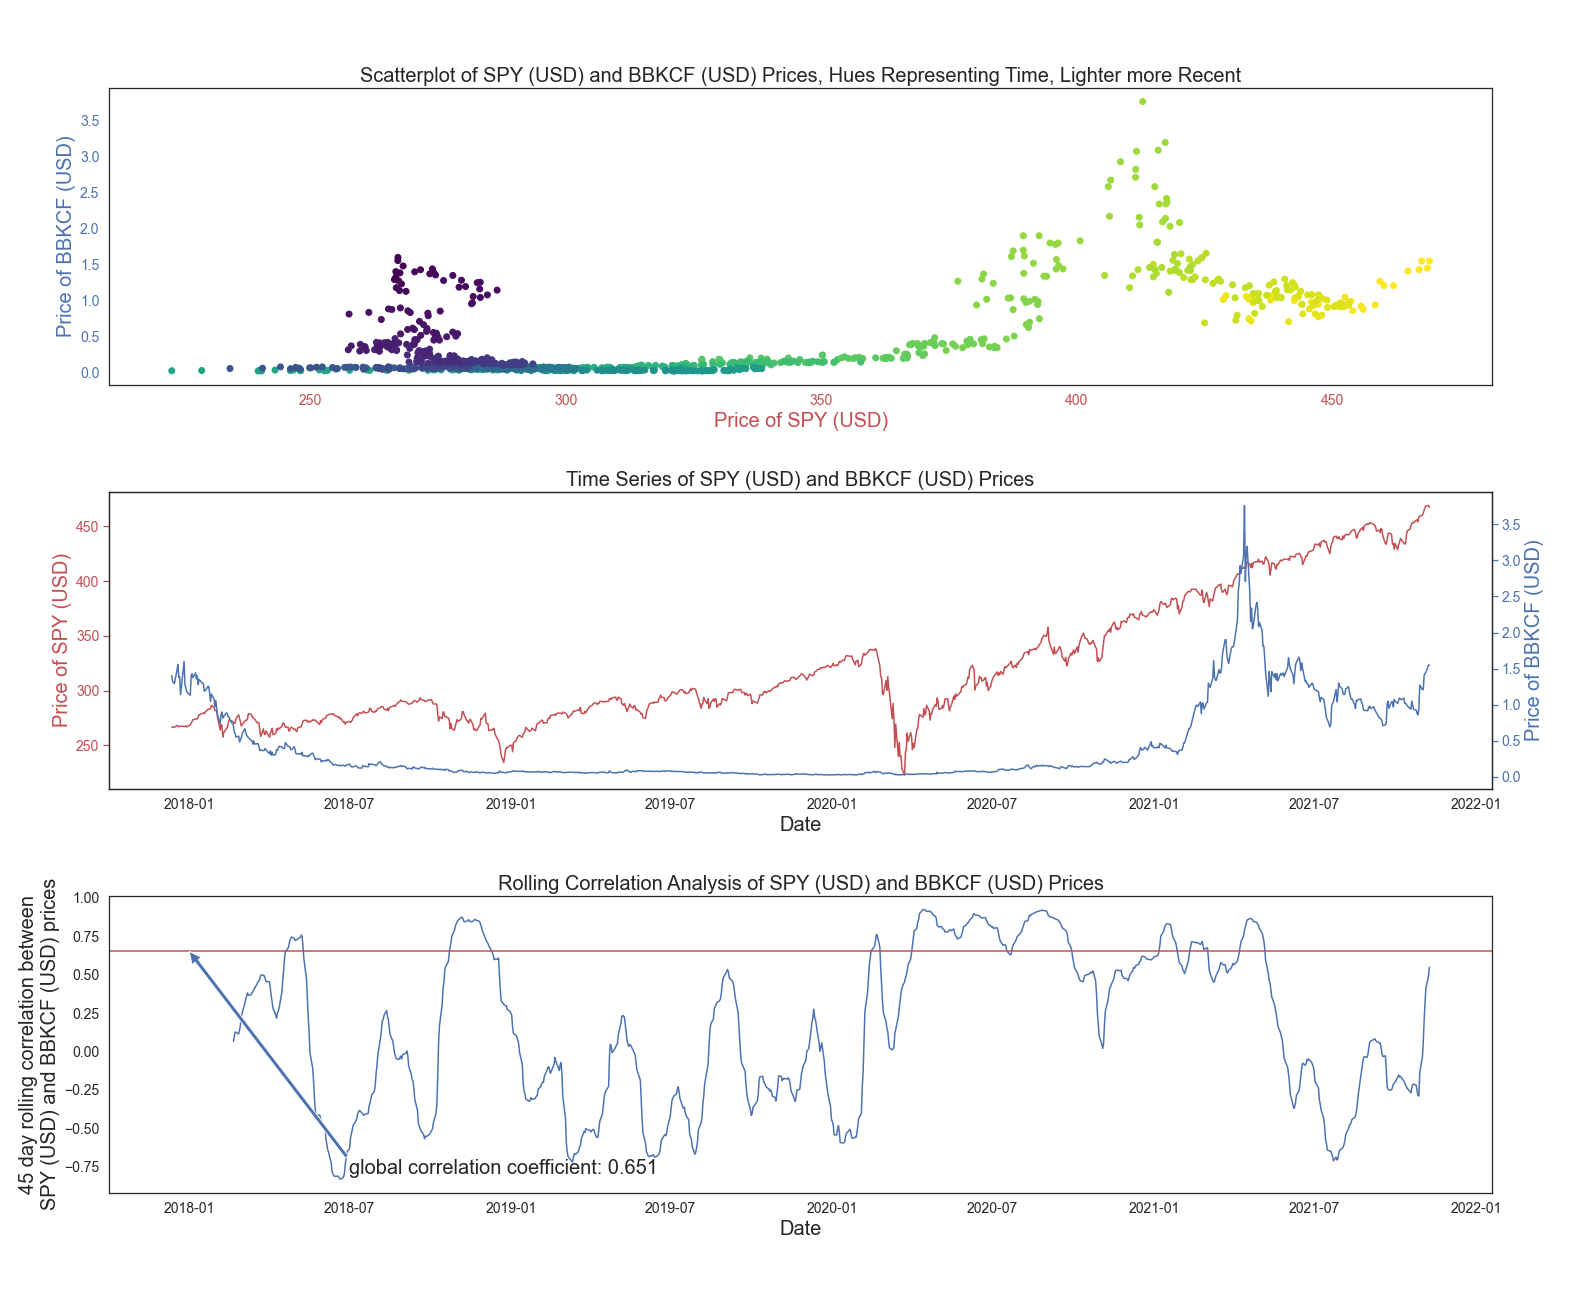 Scatterplot of SPY (USD) and BBKCF (USD) Prices, Hues Representing Time, Lighter more Recent
Price of BBKCF (USD)
3.5
3.0
2.5
2.0
1.5
1.0
0.5
0.0
250 300 350 400 450
Price of SPY (USD)
Time Series of SPY (USD) and BBKCF (USD) Prices
Price of SPY (USD)
450
400
350
300
250
3.5
3.0
2.5
2.0
1.5
1.0
0.5
0.0
Price of BBKCF (USD)
2018-01 2018-07 2019-01 2019-07 2020-01 2020-07 2021-01 2021-07 2022-01
Date
Rolling Correlation Analysis of SPY (USD) and BBKCF (USD) Prices
45 day rolling correlation between
SPY (USD) and BBKCF (USD) prices
1.00
0.75
0.50
0.25
0.00
−0.25
−0.50
−0.75
global correlation coefficient: 0.651
2018-01 2018-07 2019-01 2019-07 2020-01 2020-07 2021-01 2021-07 2022-01
Date